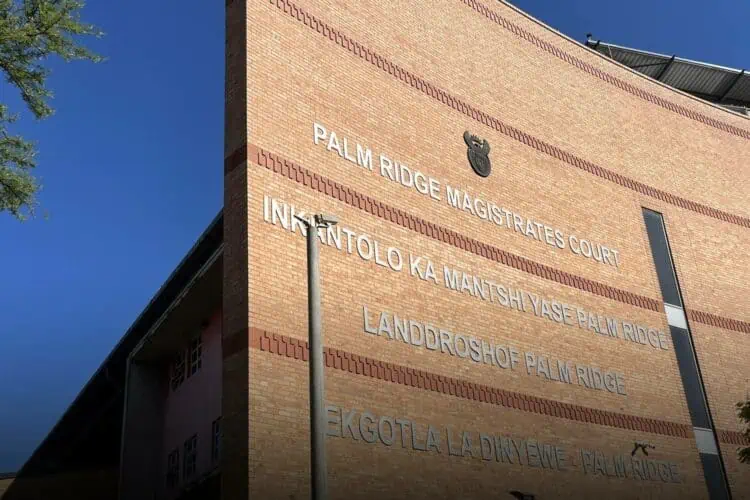 PALM RIDGE MAGISTRATES COURT
INKANTOLO KA MANTSHI YASE PALM RIDGE
LANDDROSHOF PALM RIDGE
EKGOTLA LA DINYEWE - PALM RIDGE